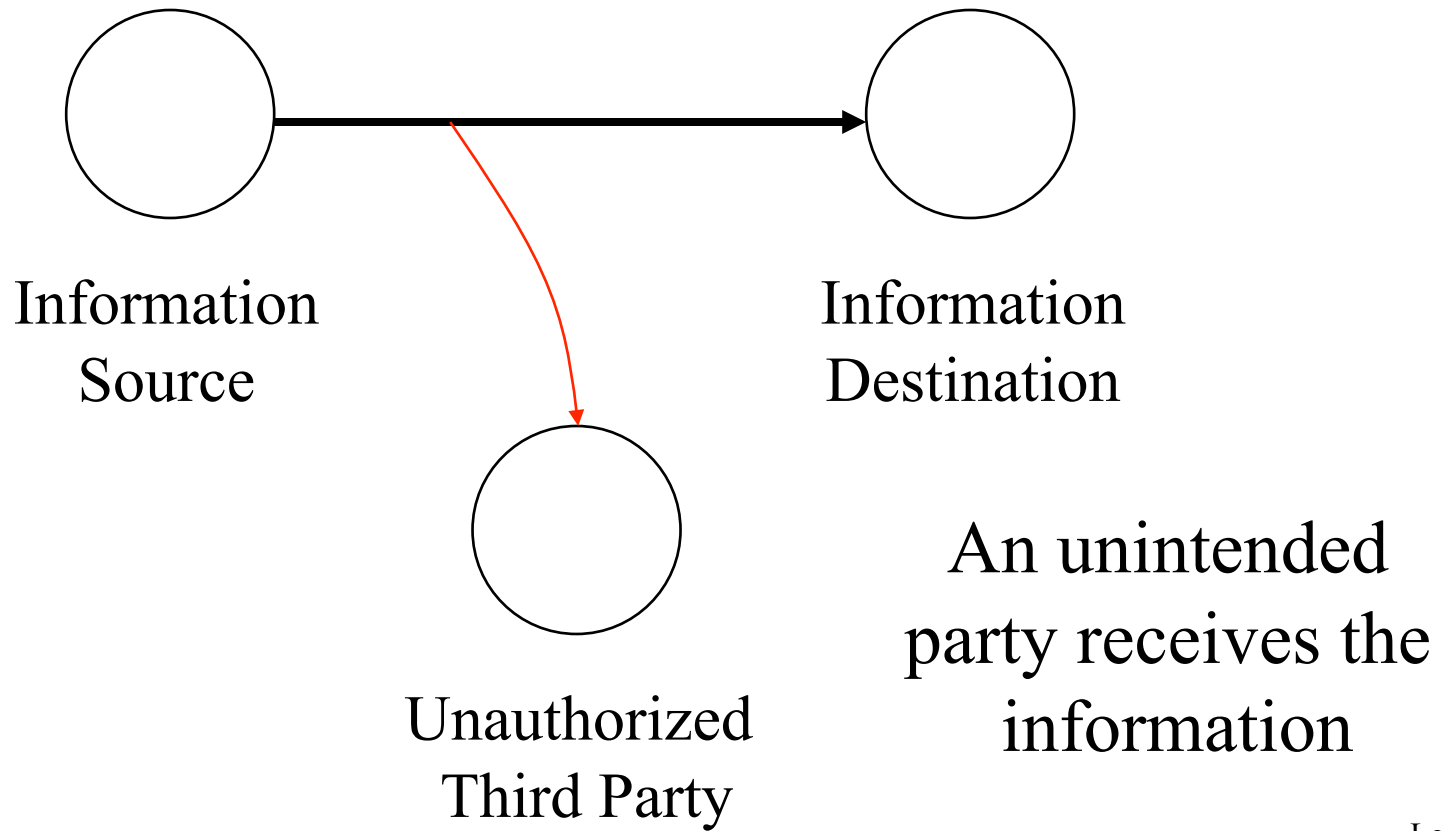 Information
Source
Information
Destination
Unauthorized
Third Party
An unintended
party receives the
information